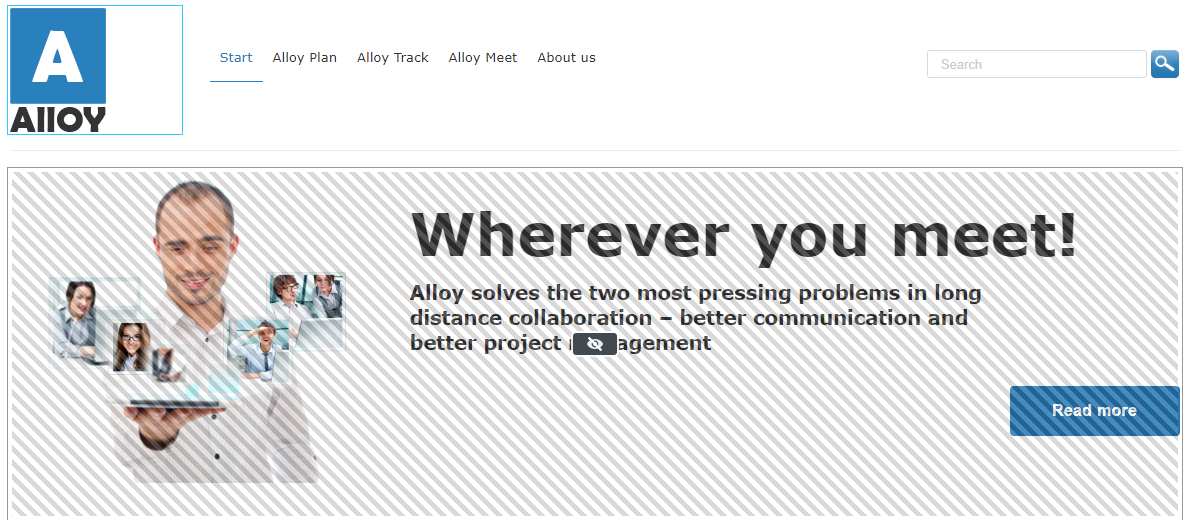 A
Alloy
Start Alloy Plan Alloy Track Alloy Meet About us
Search
Wherever you meet!
Alloy solves the two most pressing problems in long
distance collaboration – better communication and
better project agement
Read more